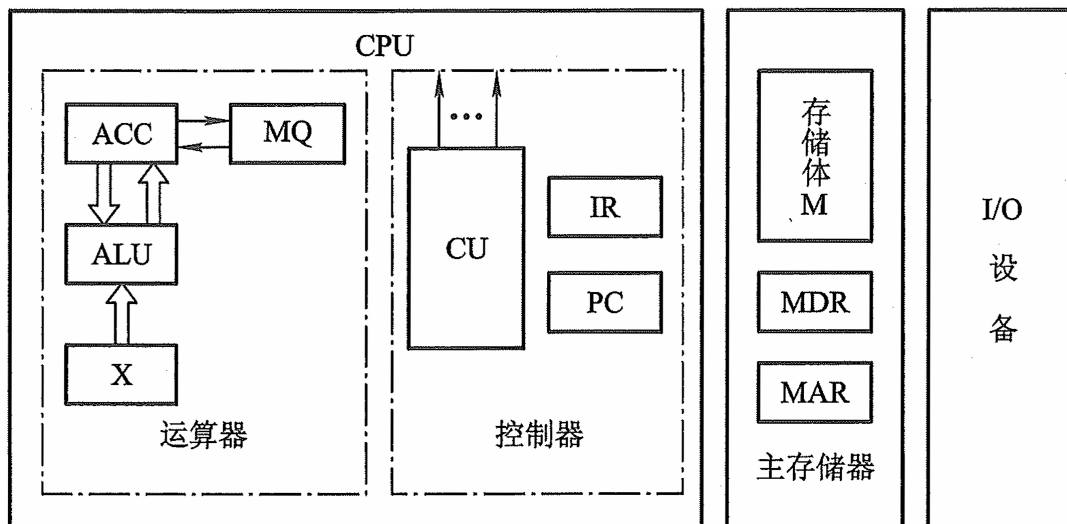 CPU
ACC
MQ
ALU
X
运算器
CU
IR
PC
控制器
存
储
体
M
MDR
MAR
主存储器
I/O
设
备